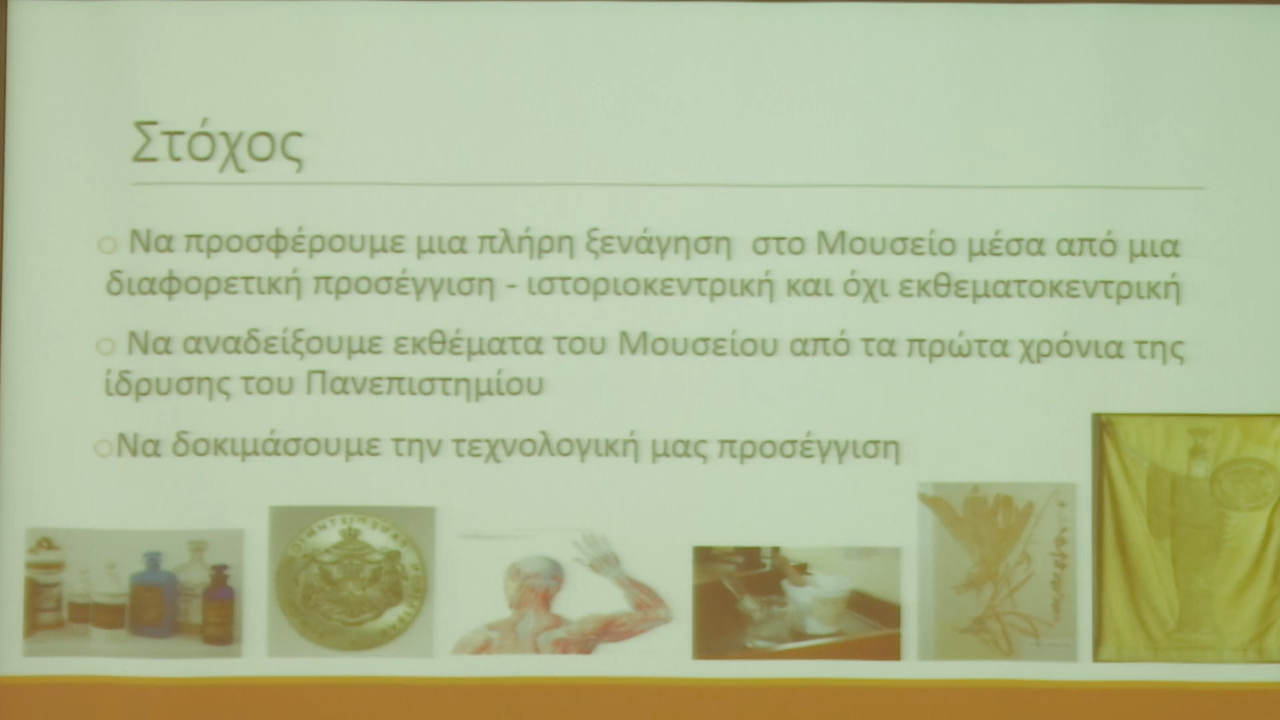 Στόχος
Να προσφέρουμε μια πλήρη ξενάγηση στο Μουσείο μέσα από μια
διαφορετική προσέγγιση - ιστοριοκεντρική και όχι εκθεματοκεντρική
Να αναδείξουμε εκθέματα του Μουσείου από τα πρώτα χρόνια της
ίδρυσης του Πανεπιστημίου
Να δοκιμάσουμε την τεχνολογική μας προσέγγιση